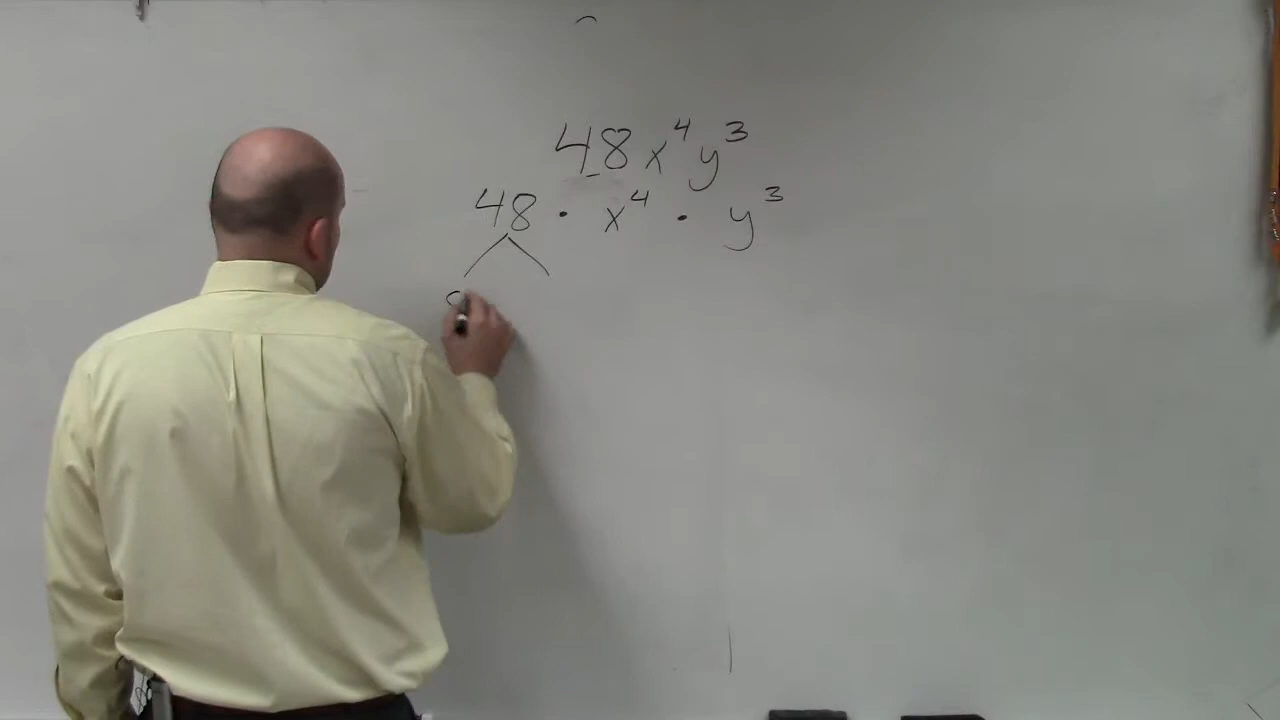 48x⁴y³
48 · x⁴ · y³